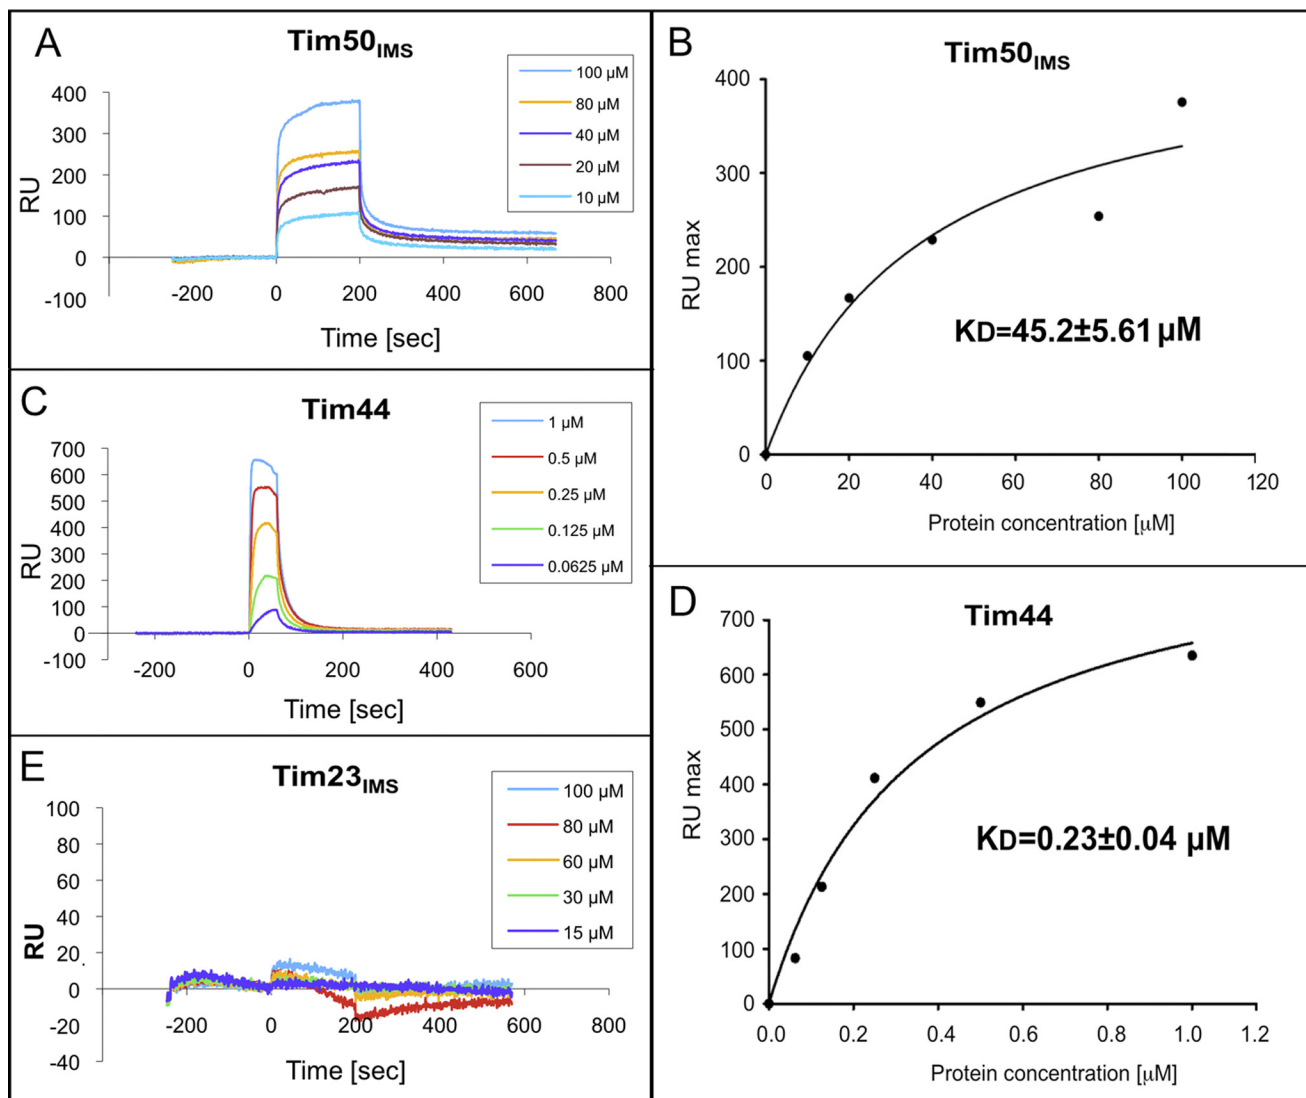 A
Tim50IMS
100 µM
80 µM
40 µM
20 µM
10 µM
400
300
200
100
0
-100
-200 0 200 400 600 800
RU
Time [sec]
B
Tim50IMS
400
300
200
100
0
0 20 40 60 80 100 120
RU max
KD=45.2±5.61 µM
Protein concentration [µM]
C
Tim44
1 µM
0.5 µM
0.25 µM
0.125 µM
0.0625 µM
700
600
500
400
300
200
100
0
-100
-200 0 200 400 600
RU
Time [sec]
D
Tim44
700
600
500
400
300
200
100
0
0.0 0.2 0.4 0.6 0.8 1.0 1.2
RU max
KD=0.23±0.04 µM
Protein concentration [µM]
E
Tim23IMS
100 µM
80 µM
60 µM
30 µM
15 µM
100
80
60
40
20
0
-20
-40
-200 0 200 400 600 800
RU
Time [sec]